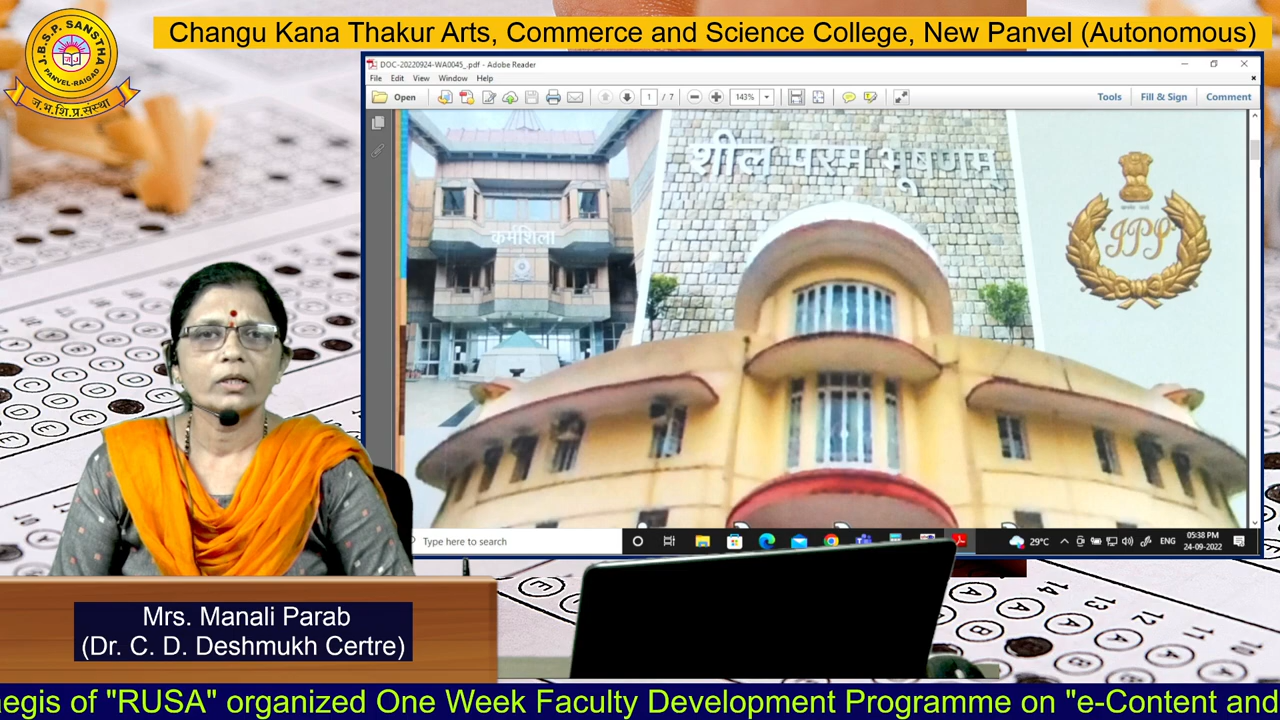 Changu Kana Thakur Arts, Commerce and Science College, New Panvel (Autonomous)
J.B.S.P. SANSTHA
PANVEL-RAIGAD
ज.भ.शि.प्र.संस्था
DOC-20220924-WA0045_.pdf - Adobe Reader
File Edit View Window Help
Open 1 / 7 143% Tools Fill & Sign Comment
शील परम भूषणम्
कर्मशिला
IPS
Type here to search
29°C ENG 05:38 PM
24-09-2022
Mrs. Manali Parab
(Dr. C. D. Deshmukh Certre)
aegis of "RUSA" organized One Week Faculty Development Programme on "e-Content and